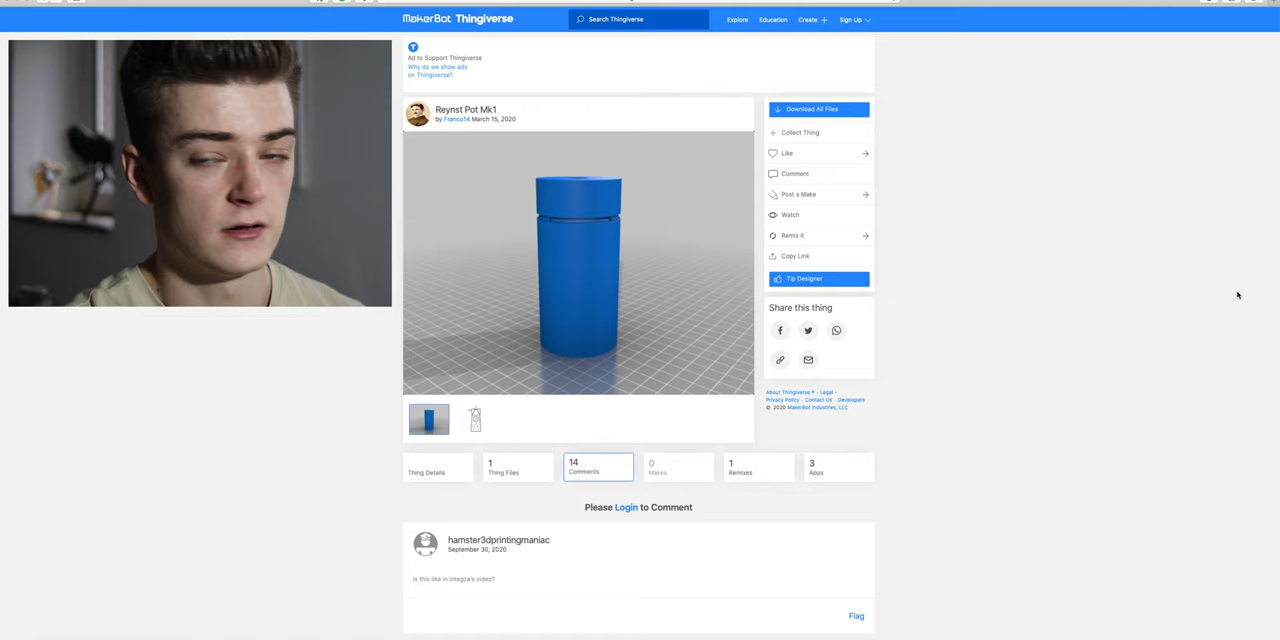 MakerBot Thingiverse
Search Thingiverse
Explore
Education
Create +
Sign Up
Ad to Support Thingiverse
Why do we show ads
on Thingiverse?
Reynst Pot Mk1
by Franco14 March 15, 2020
Download All Files
Collect Thing
Like
Comment
Post a Make
Watch
Remix it
Copy Link
Tip Designer
Share this thing
About Thingiverse ® · Legal ·
Privacy Policy · Contact Us · Developers
© 2020 MakerBot Industries, LLC
Thing Details
1
Thing Files
14
Comments
0
Makes
1
Remixes
3
Apps
Please Login to Comment
hamster3dprintingmaniac
September 30, 2020
Is this like in integza's video?
Flag